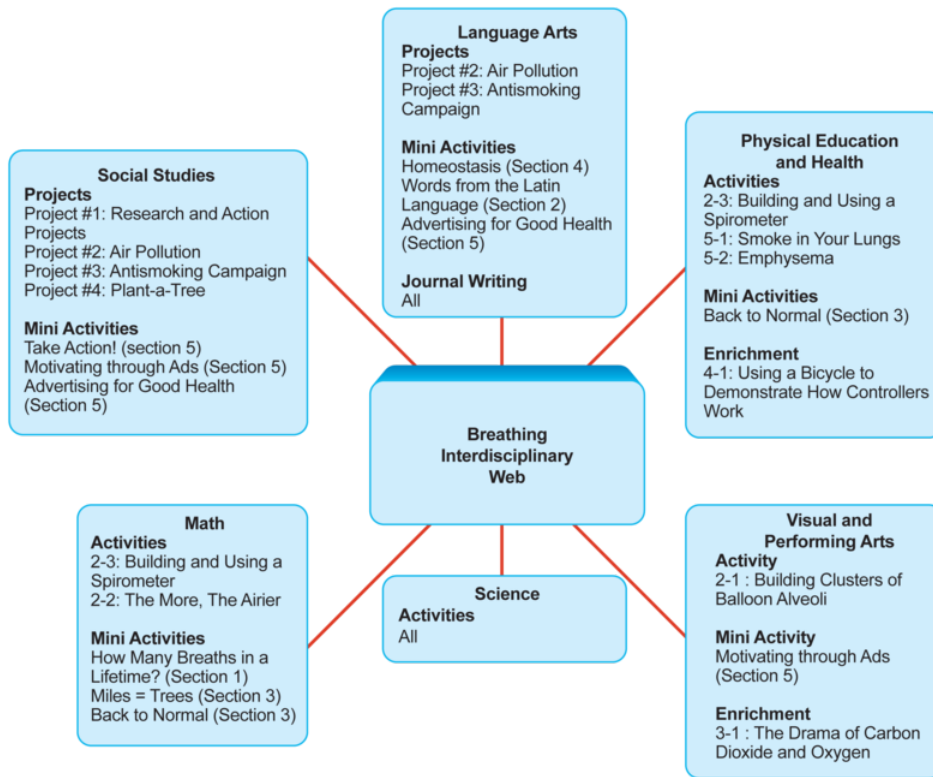 Language Arts
Projects
Project #2: Air Pollution
Project #3: Antismoking
Campaign
Mini Activities
Homeostasis (Section 4)
Words from the Latin
Language (Section 2)
Advertising for Good Health
(Section 5)
Journal Writing
All
Social Studies
Projects
Project #1: Research and Action
Projects
Project #2: Air Pollution
Project #3: Antismoking Campaign
Project #4: Plant-a-Tree
Mini Activities
Take Action! (section 5)
Motivating through Ads (Section 5)
Advertising for Good Health
(Section 5)
Physical Education
and Health
Activities
2-3: Building and Using a
Spirometer
5-1: Smoke in Your Lungs
5-2: Emphysema
Mini Activities
Back to Normal (Section 3)
Enrichment
4-1: Using a Bicycle to
Demonstrate How Controllers
Work
Breathing
Interdisciplinary
Web
Math
Activities
2-3: Building and Using a
Spirometer
2-2: The More, The Airier
Mini Activities
How Many Breaths in a
Lifetime? (Section 1)
Miles = Trees (Section 3)
Back to Normal (Section 3)
Science
Activities
All
Visual and
Performing Arts
Activity
2-1 : Building Clusters of
Balloon Alveoli
Mini Activity
Motivating through Ads
(Section 5)
Enrichment
3-1 : The Drama of Carbon
Dioxide and Oxygen